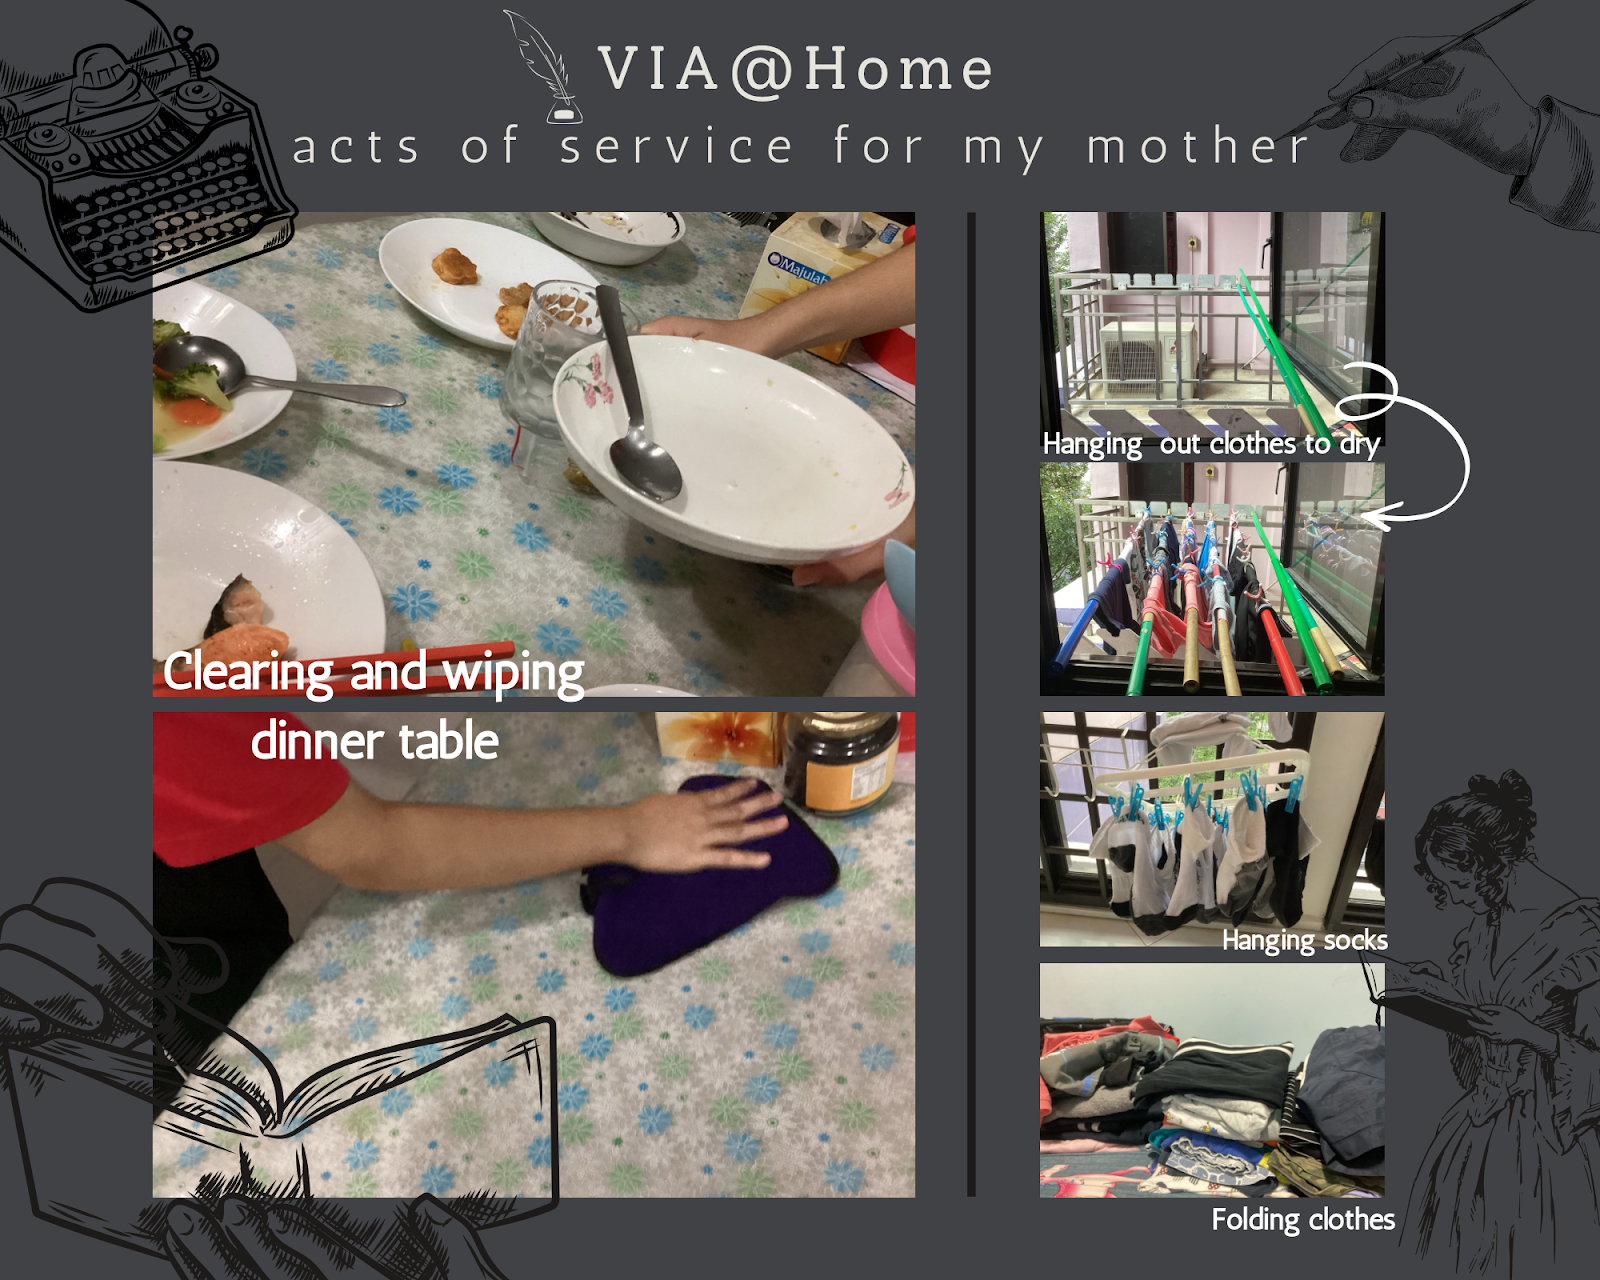 VIA@Home
acts of service for my mother
Majulah
Clearing and wiping
dinner table
Hanging out clothes to dry
Hanging socks
Folding clothes